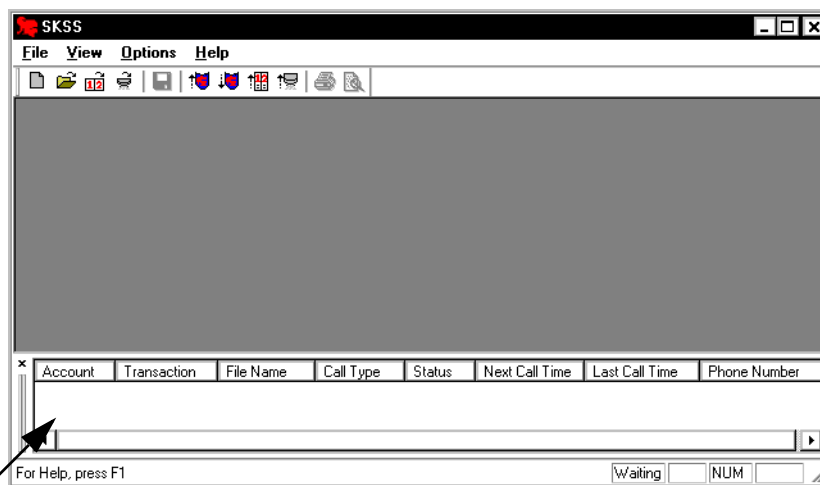 SKSS
File View Options Help
Account Transaction File Name Call Type Status Next Call Time Last Call Time Phone Number
For Help, press F1 Waiting NUM